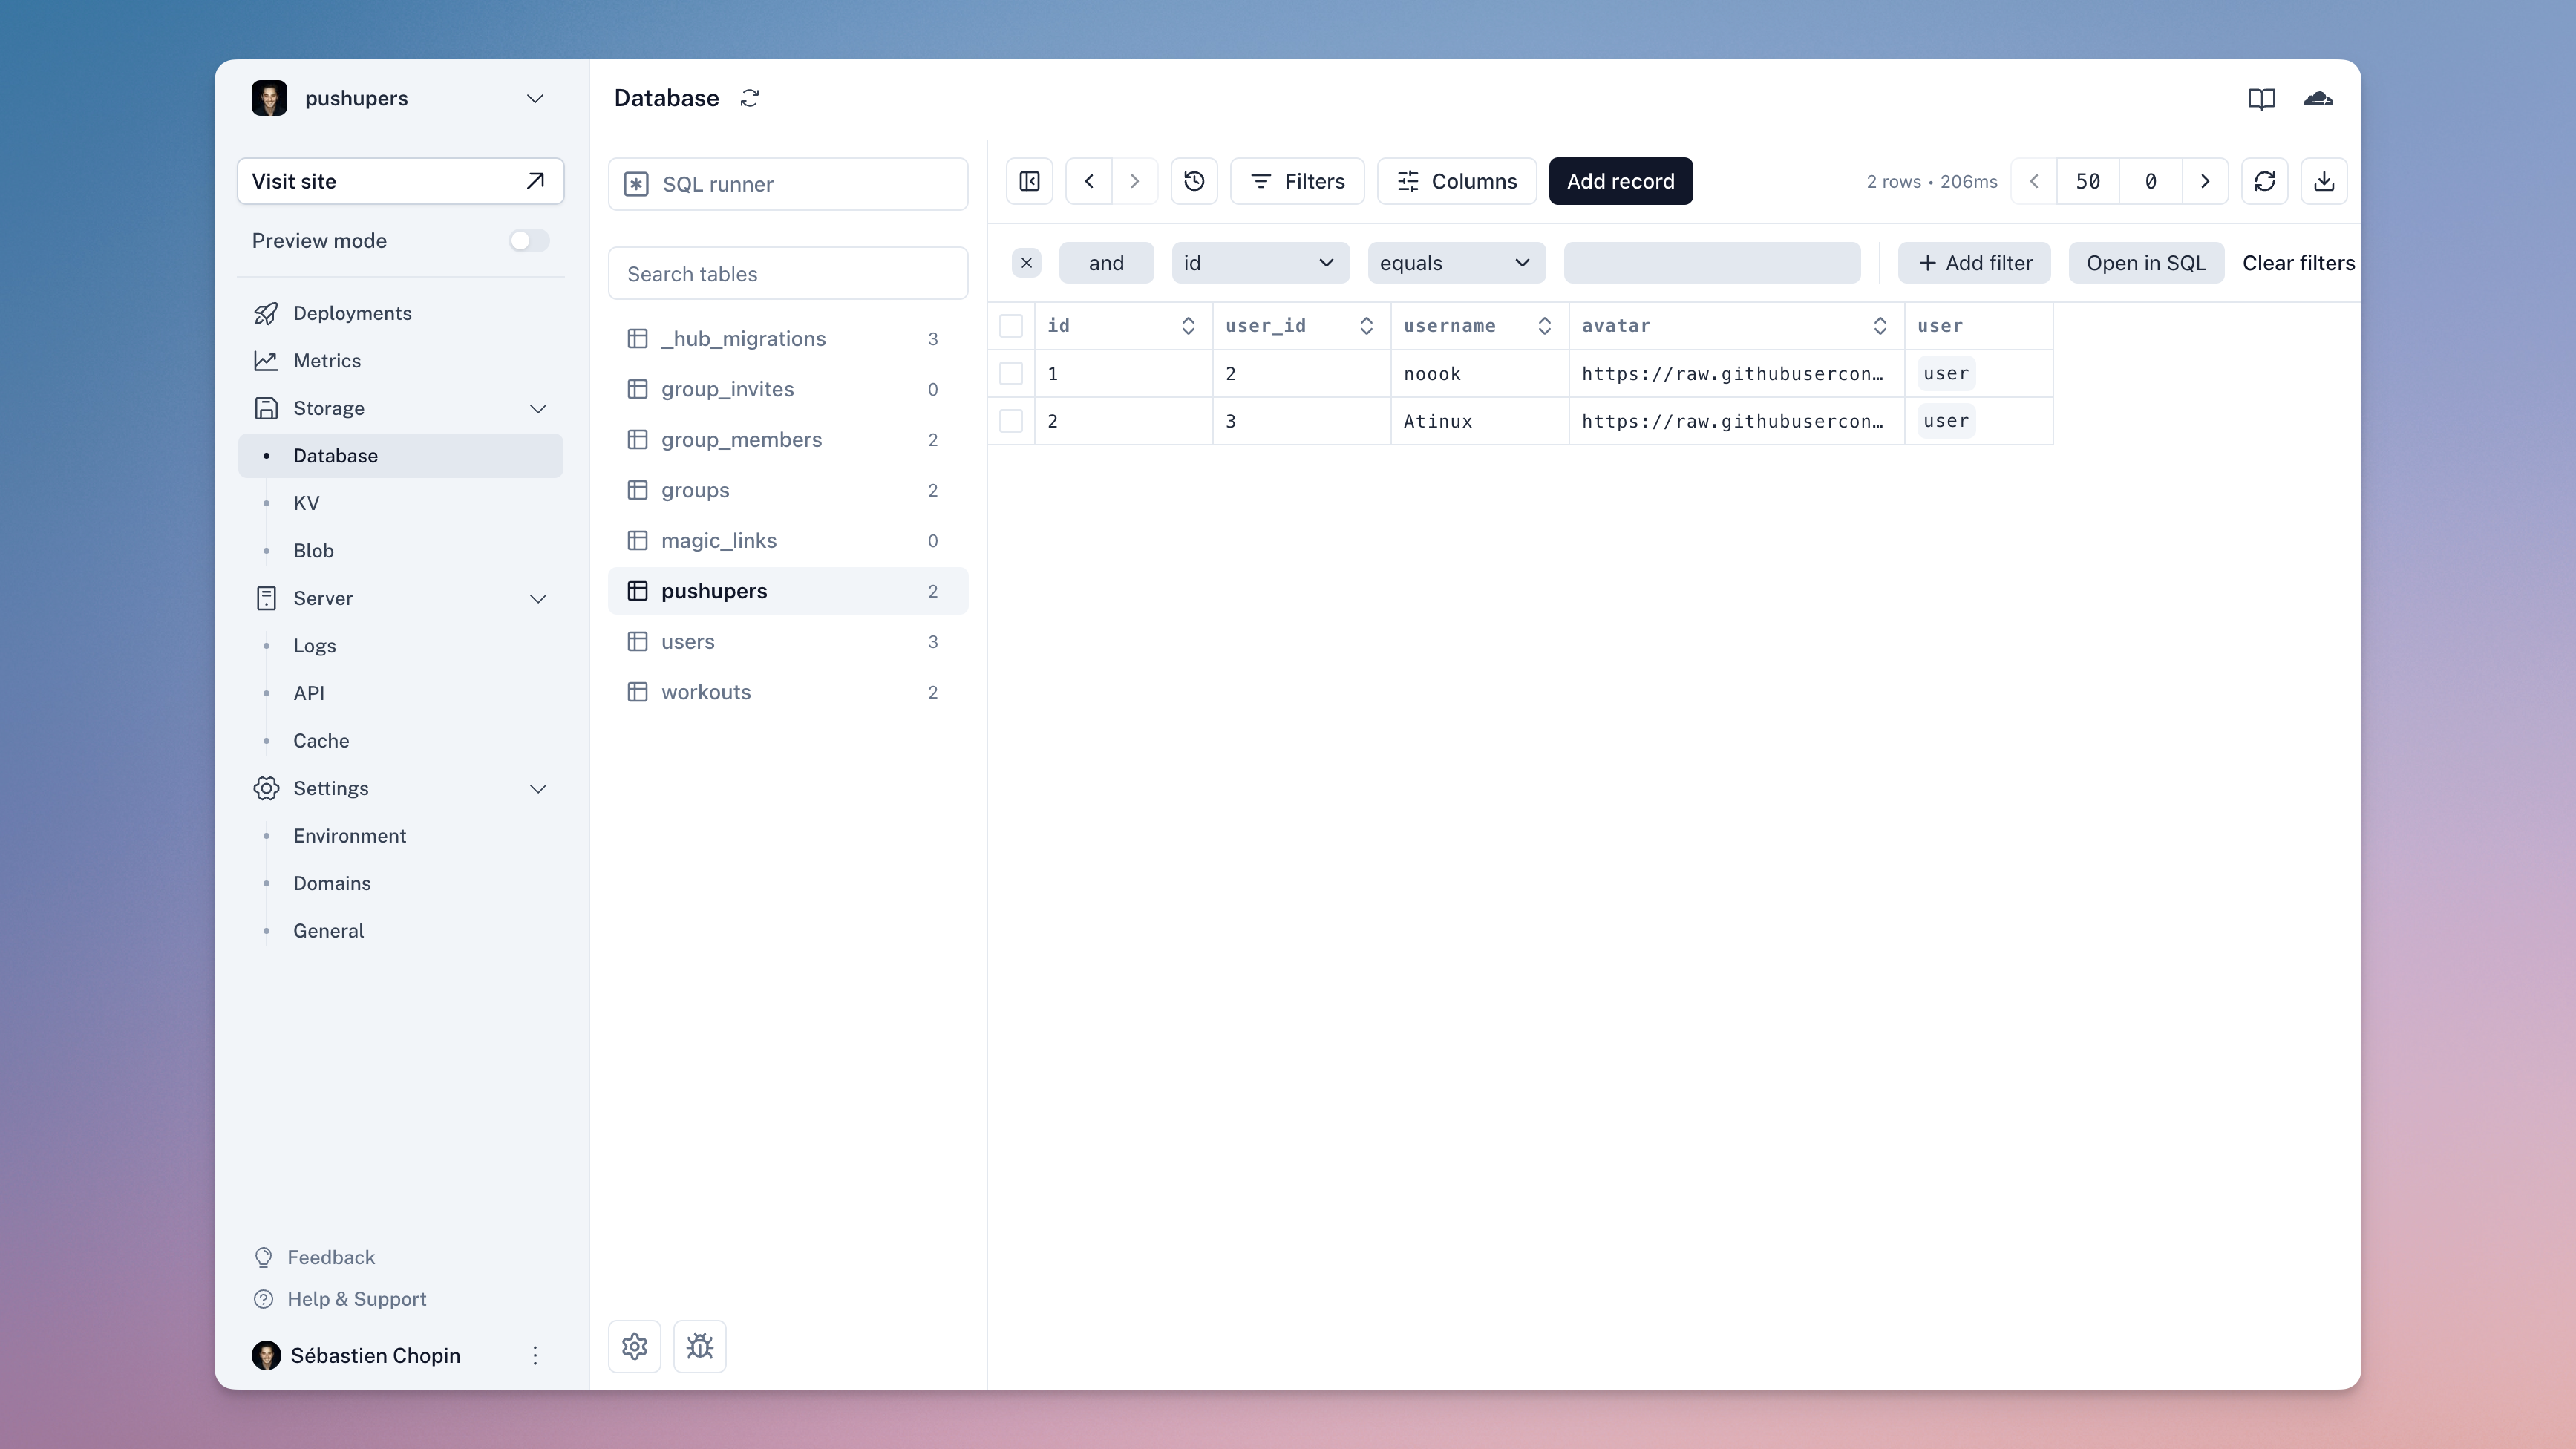 pushupers
Visit site
Preview mode
Deployments
Metrics
Storage
Database
KV
Blob
Server
Logs
API
Cache
Settings
Environment
Domains
General
Feedback
Help & Support
Sébastien Chopin
Database
SQL runner
Search tables
_hub_migrations 3
group_invites 0
group_members 2
groups 2
magic_links 0
pushupers 2
users 3
workouts 2
Filters Columns Add record 2 rows • 206ms 50 0
and id equals Add filter Open in SQL Clear filters
id user_id username avatar user
1 2 noook https://raw.githubusercon… user
2 3 Atinux https://raw.githubusercon… user